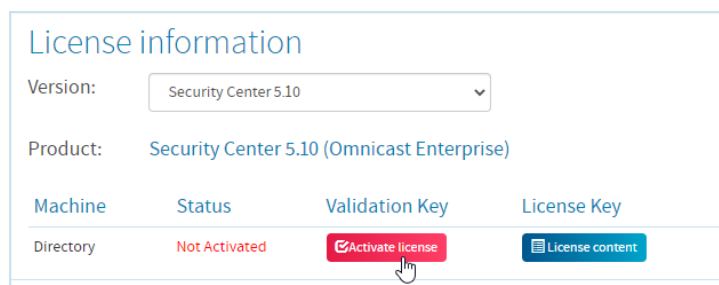 License information
Version: Security Center 5.10
Product: Security Center 5.10 (Omnicast Enterprise)
Machine Status Validation Key License Key
Directory Not Activated Activate license License content